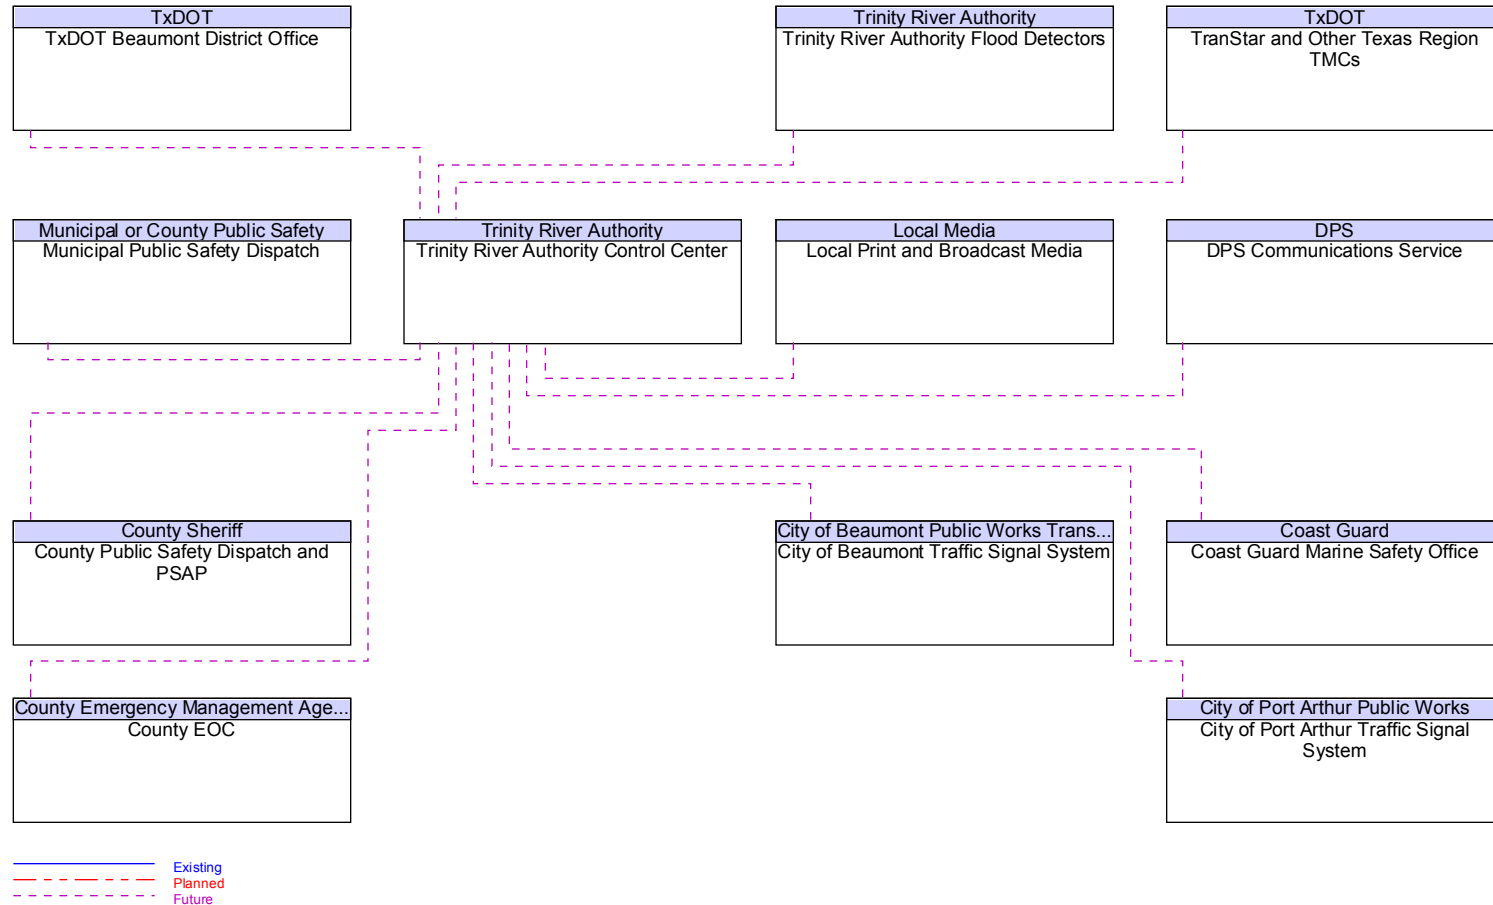 TxDOT
TxDOT Beaumont District Office
Trinity River Authority
Trinity River Authority Flood Detectors
TxDOT
TranStar and Other Texas Region
TMCs
Municipal or County Public Safety
Municipal Public Safety Dispatch
Trinity River Authority
Trinity River Authority Control Center
Local Media
Local Print and Broadcast Media
DPS
DPS Communications Service
County Sheriff
County Public Safety Dispatch and
PSAP
City of Beaumont Public Works Trans...
City of Beaumont Traffic Signal System
Coast Guard
Coast Guard Marine Safety Office
County Emergency Management Age...
County EOC
City of Port Arthur Public Works
City of Port Arthur Traffic Signal
System
Existing
Planned
Future